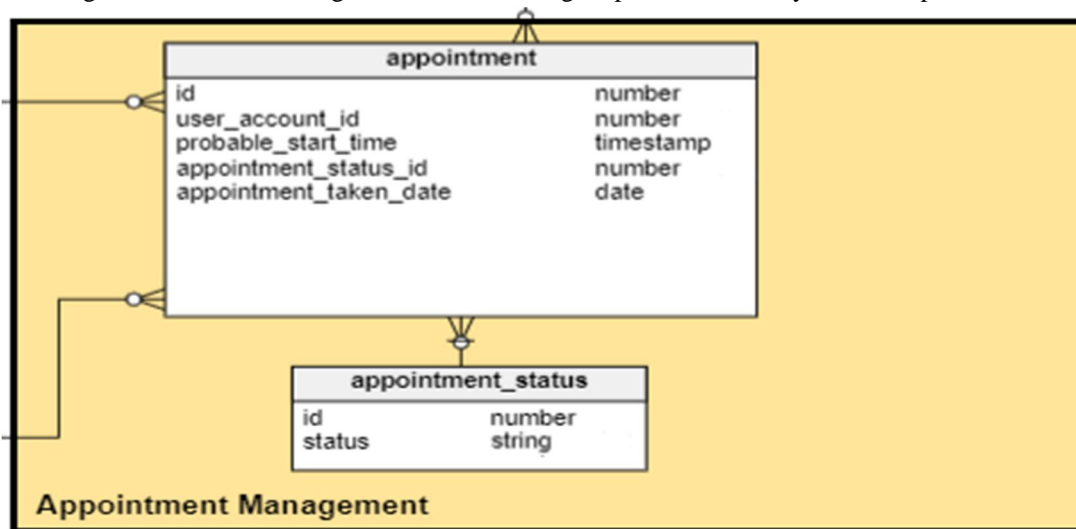 appointment
id number
user_account_id number
probable_start_time timestamp
appointment_status_id number
appointment_taken_date date
appointment_status
id number
status string
Appointment Management